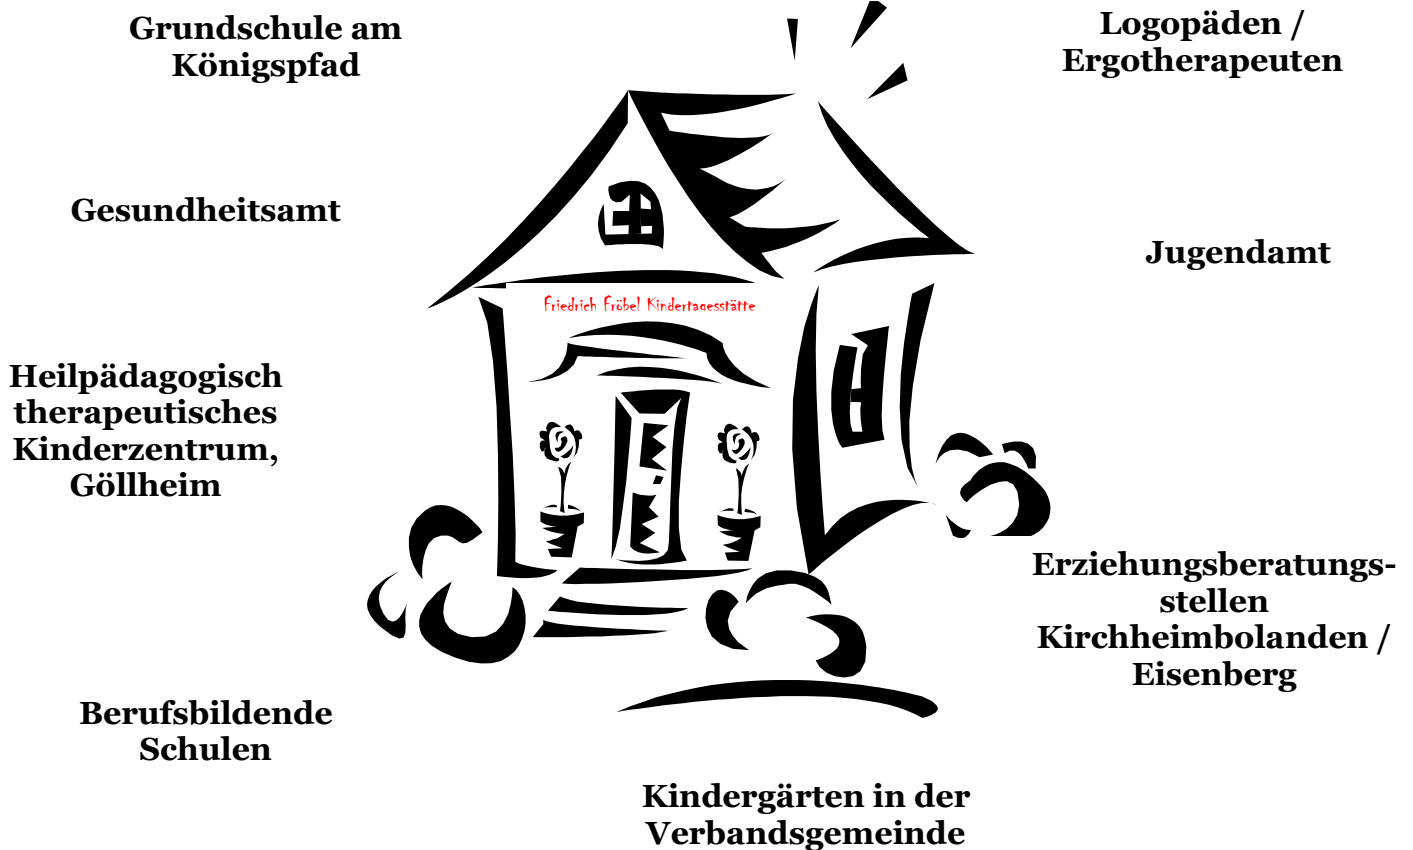 Grundschule am
Königspfad
Logopäden /
Ergotherapeuten
Gesundheitsamt
Jugendamt
Friedrich Fröbel Kindertagesstätte
Heilpädagogisch
therapeutisches
Kinderzentrum,
Göllheim
Erziehungsberatungs-
stellen
Kirchheimbolanden /
Eisenberg
Berufsbildende
Schulen
Kindergärten in der
Verbandsgemeinde